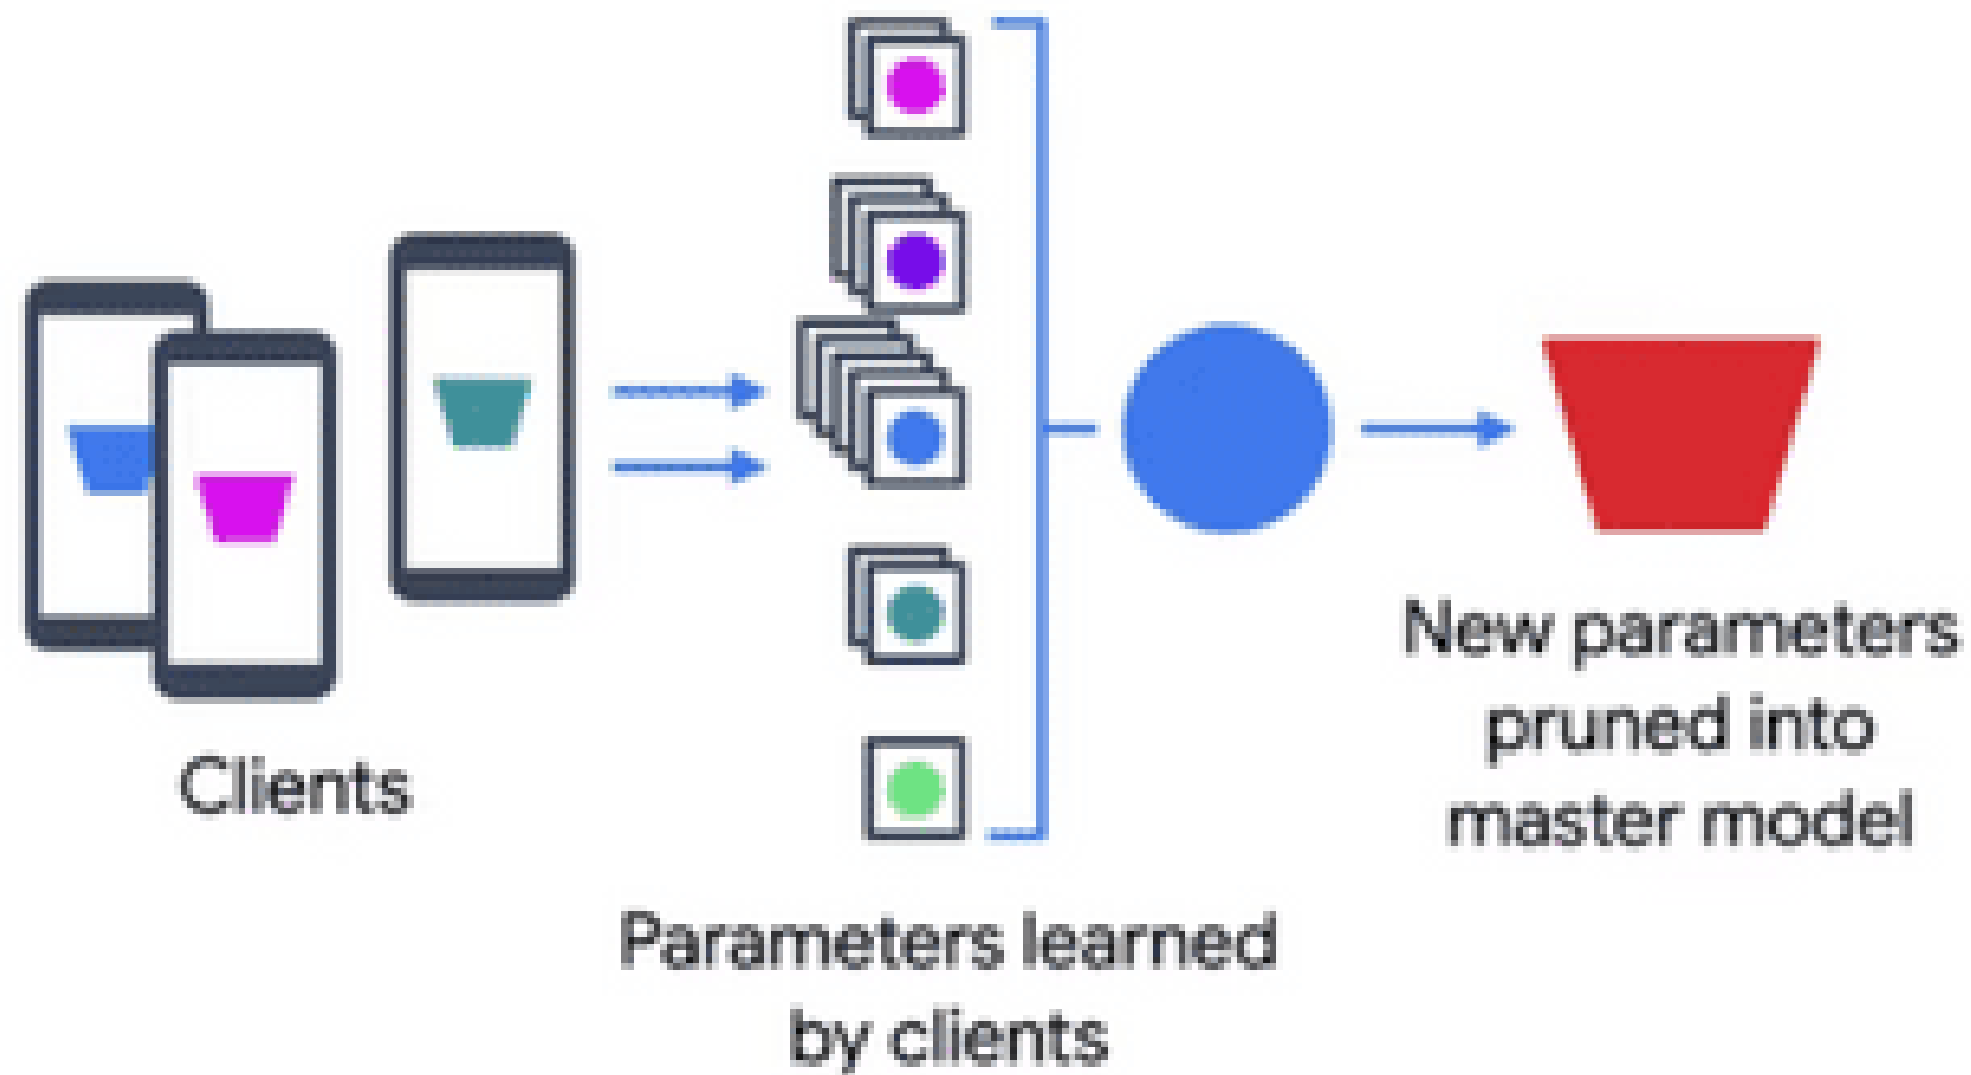 Clients
Parameters learned
by clients
New parameters
pruned into
master model